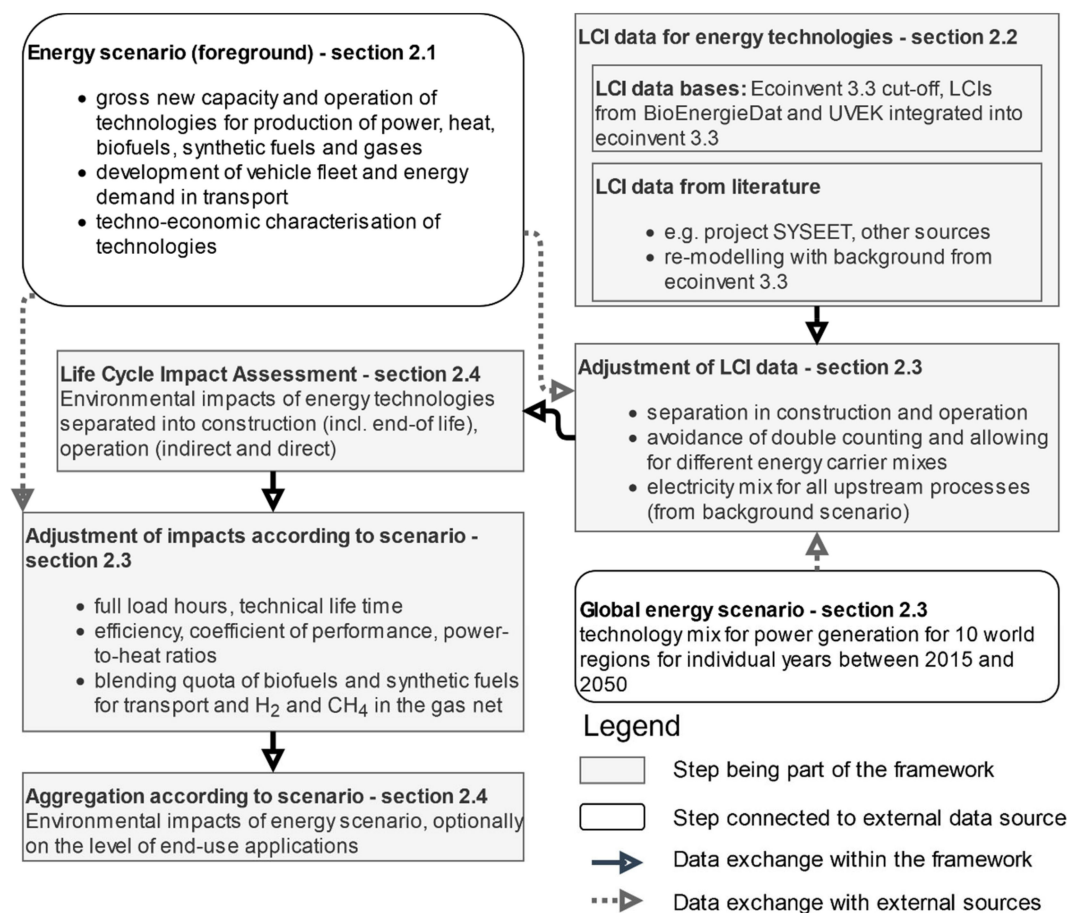 Energy scenario (foreground) - section 2.1
• gross new capacity and operation of
technologies for production of power, heat,
biofuels, synthetic fuels and gases
• development of vehicle fleet and energy
demand in transport
• techno-economic characterisation of
technologies
LCI data for energy technologies - section 2.2
LCI data bases: Ecoinvent 3.3 cut-off, LCIs
from BioEnergieDat and UVEK integrated into
ecoinvent 3.3
LCI data from literature
• e.g. project SYSEET, other sources
• re-modelling with background from
ecoinvent 3.3
Life Cycle Impact Assessment - section 2.4
Environmental impacts of energy technologies
separated into construction (incl. end-of life),
operation (indirect and direct)
Adjustment of LCI data - section 2.3
• separation in construction and operation
• avoidance of double counting and allowing
for different energy carrier mixes
• electricity mix for all upstream processes
(from background scenario)
Adjustment of impacts according to scenario -
section 2.3
• full load hours, technical life time
• efficiency, coefficient of performance, power-
to-heat ratios
• blending quota of biofuels and synthetic fuels
for transport and H₂ and CH₄ in the gas net
Global energy scenario - section 2.3
technology mix for power generation for 10 world
regions for individual years between 2015 and
2050
Aggregation according to scenario - section 2.4
Environmental impacts of energy scenario, optionally
on the level of end-use applications
Legend
Step being part of the framework
Step connected to external data source
Data exchange within the framework
Data exchange with external sources